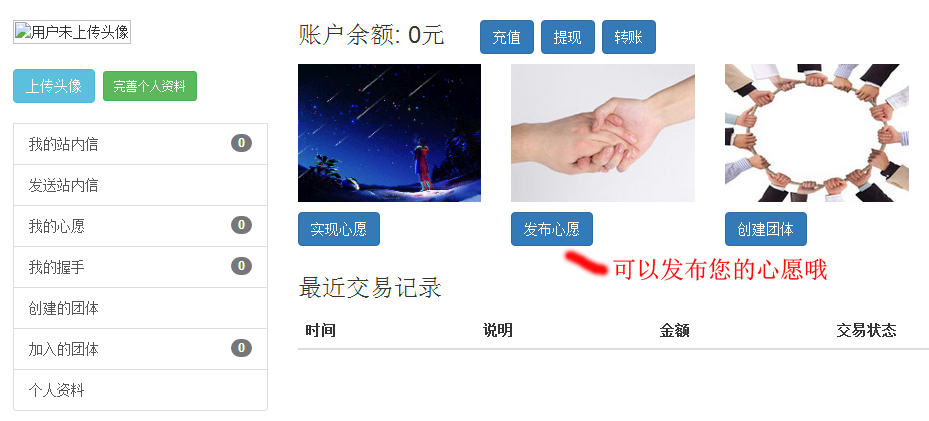 用户未上传头像
上传头像 完善个人资料
我的站内信 0
发送站内信
我的心愿 0
我的握手 0
创建的团体
加入的团体 0
个人资料
账户余额: 0元 充值 提现 转账
实现心愿 发布心愿 创建团体
可以发布您的心愿哦
最近交易记录
时间 说明 金额 交易状态